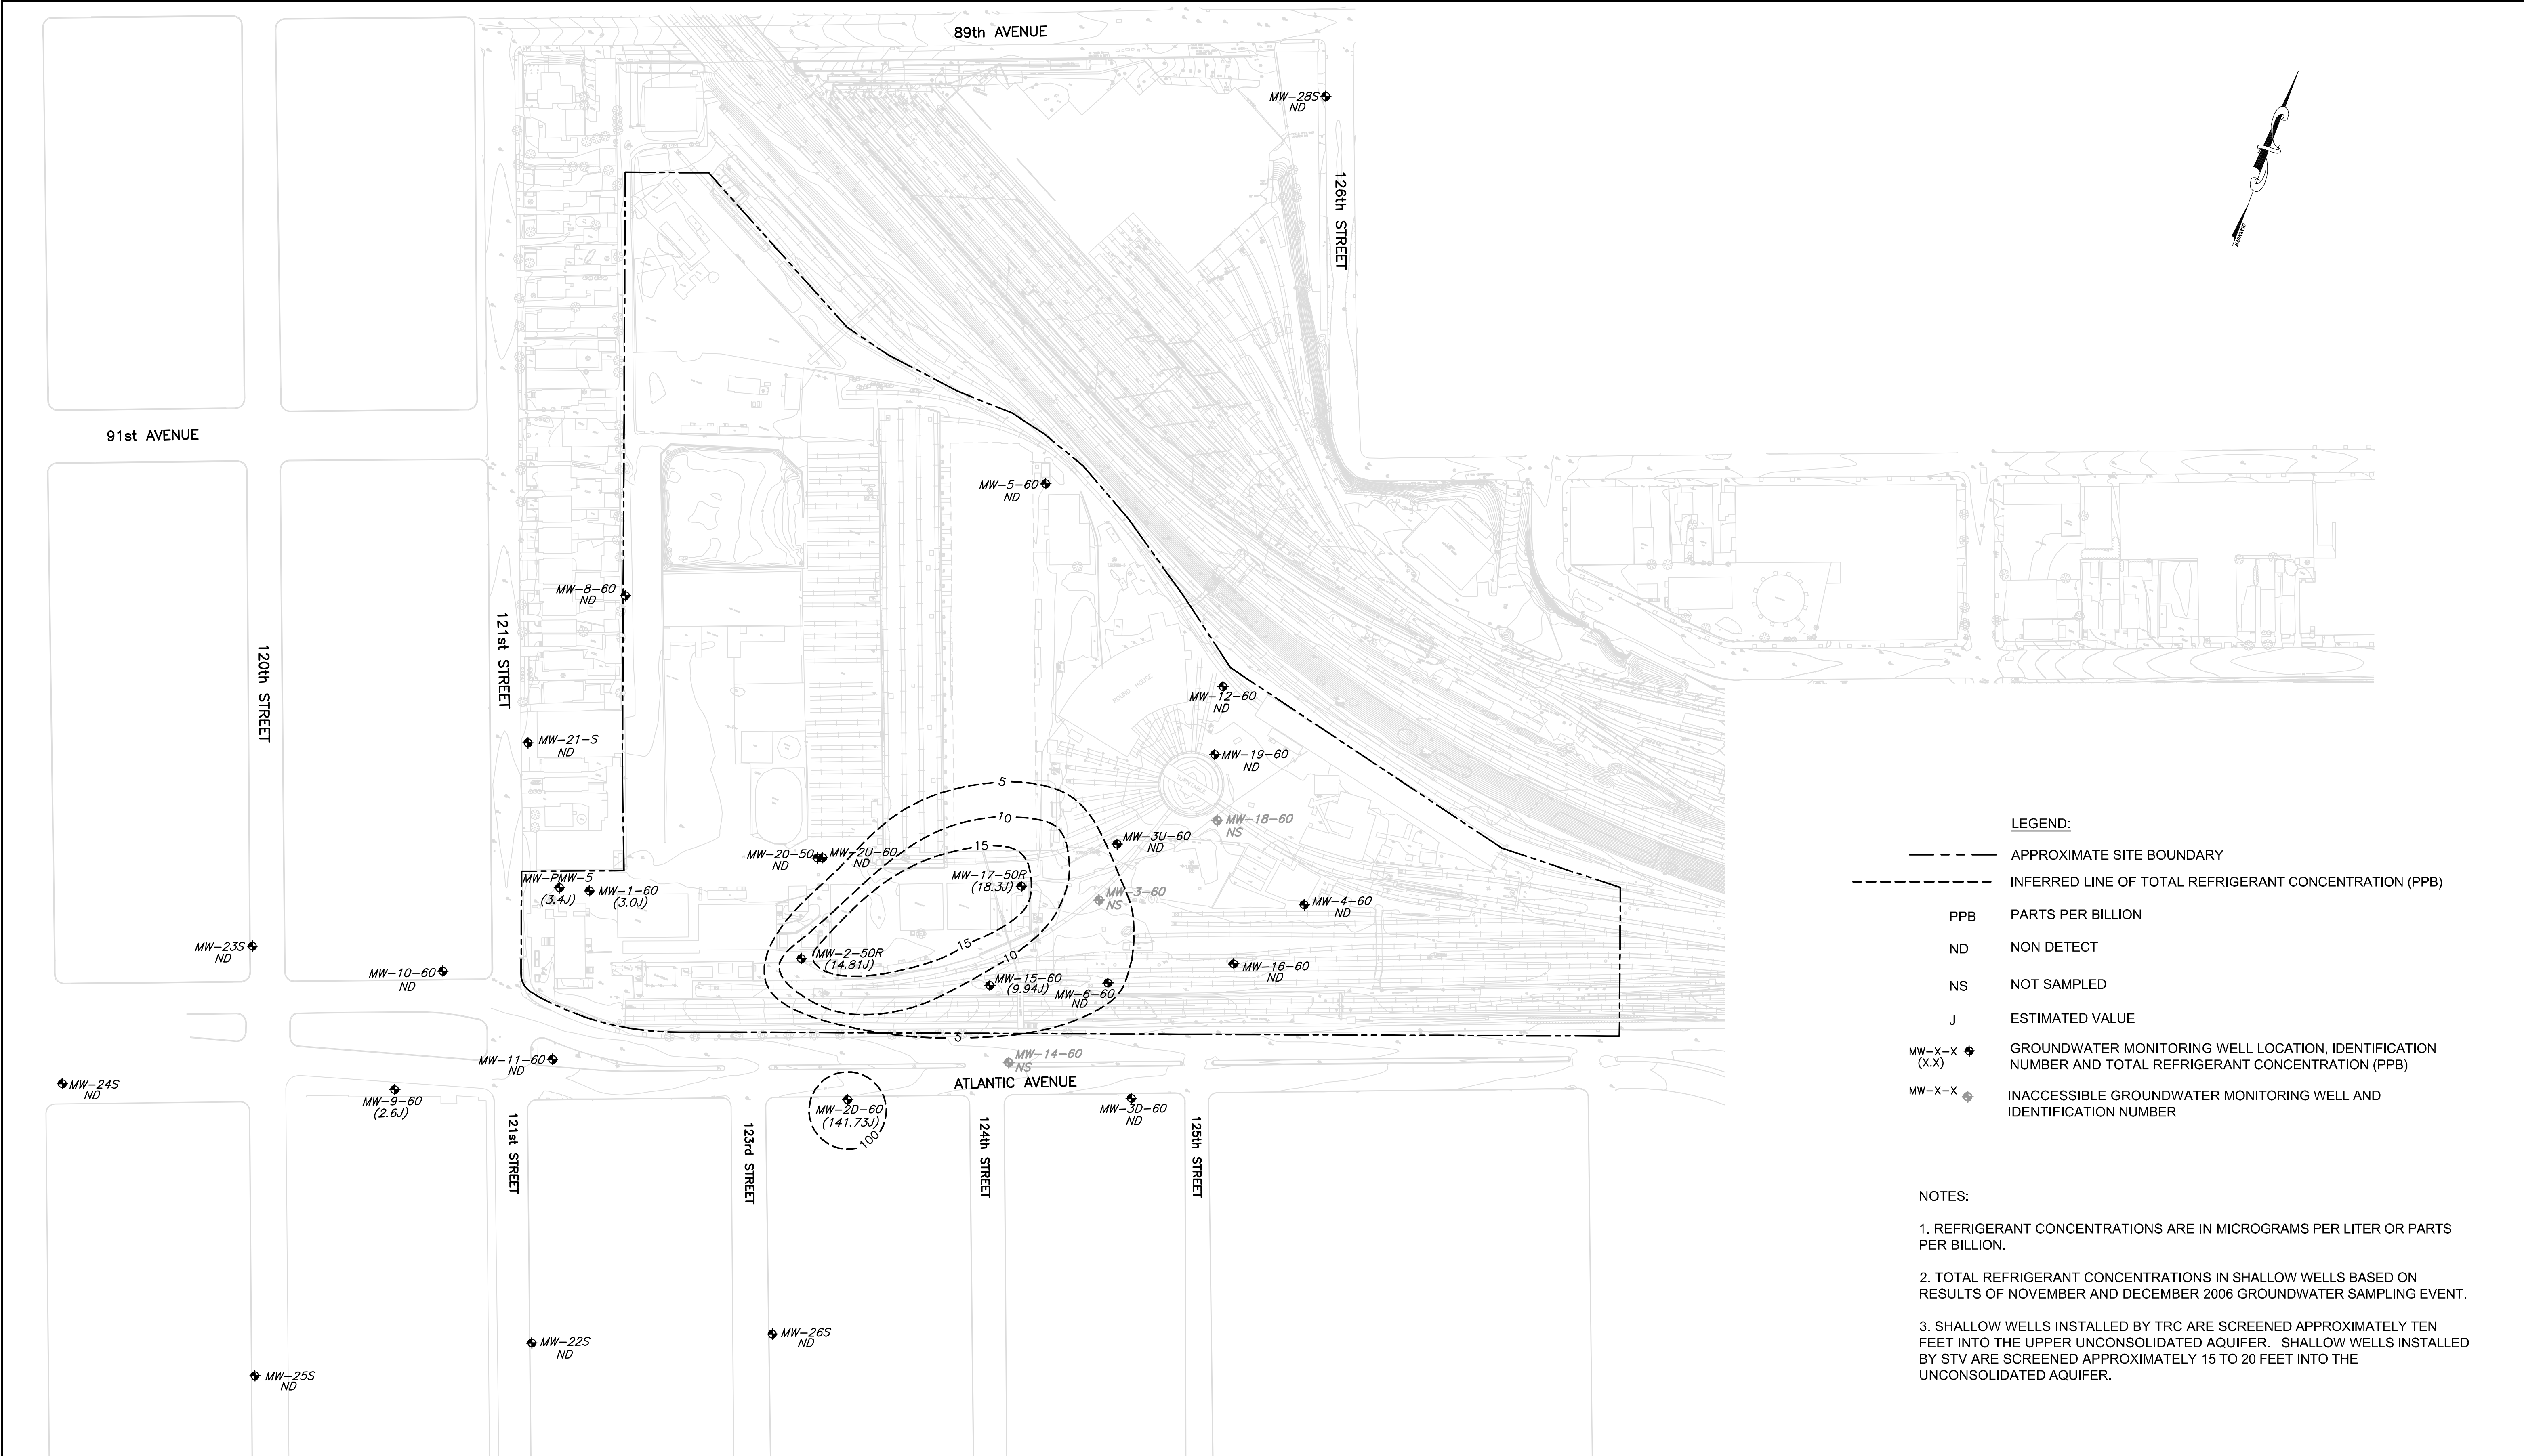 89th AVENUE
MW-28S
ND
126th STREET
MAGNETIC
91st AVENUE
MW-5-60
ND
MW-8-60
ND
121st STREET
120th STREET
ROUND HOUSE
MW-12-60
ND
MW-21-S
ND
MW-19-60
ND
TURNTABLE
5
10
15
MW-18-60
NS
MW-3U-60
ND
MW-20-50
ND
MW-2U-60
ND
MW-17-50R
(18.3J)
MW-PMW-5
(3.4J)
MW-1-60
(3.0J)
MW-3-60
NS
MW-4-60
ND
MW-23S
ND
MW-10-60
ND
MW-2-50R
(14.81J)
15
10
MW-15-60
(9.94J)
MW-6-60
ND
MW-16-60
ND
5
MW-11-60
ND
MW-14-60
NS
ATLANTIC AVENUE
MW-24S
ND
MW-9-60
(2.6J)
MW-2D-60
(141.73J)
100
MW-3D-60
ND
121st STREET
123rd STREET
124th STREET
125th STREET
MW-22S
ND
MW-26S
ND
MW-25S
ND
LEGEND:
APPROXIMATE SITE BOUNDARY
INFERRED LINE OF TOTAL REFRIGERANT CONCENTRATION (PPB)
PPB PARTS PER BILLION
ND NON DETECT
NS NOT SAMPLED
J ESTIMATED VALUE
MW-X-X
(X.X)
GROUNDWATER MONITORING WELL LOCATION, IDENTIFICATION
NUMBER AND TOTAL REFRIGERANT CONCENTRATION (PPB)
MW-X-X
INACCESSIBLE GROUNDWATER MONITORING WELL AND
IDENTIFICATION NUMBER
NOTES:
1. REFRIGERANT CONCENTRATIONS ARE IN MICROGRAMS PER LITER OR PARTS
PER BILLION.
2. TOTAL REFRIGERANT CONCENTRATIONS IN SHALLOW WELLS BASED ON
RESULTS OF NOVEMBER AND DECEMBER 2006 GROUNDWATER SAMPLING EVENT.
3. SHALLOW WELLS INSTALLED BY TRC ARE SCREENED APPROXIMATELY TEN
FEET INTO THE UPPER UNCONSOLIDATED AQUIFER. SHALLOW WELLS INSTALLED
BY STV ARE SCREENED APPROXIMATELY 15 TO 20 FEET INTO THE
UNCONSOLIDATED AQUIFER.